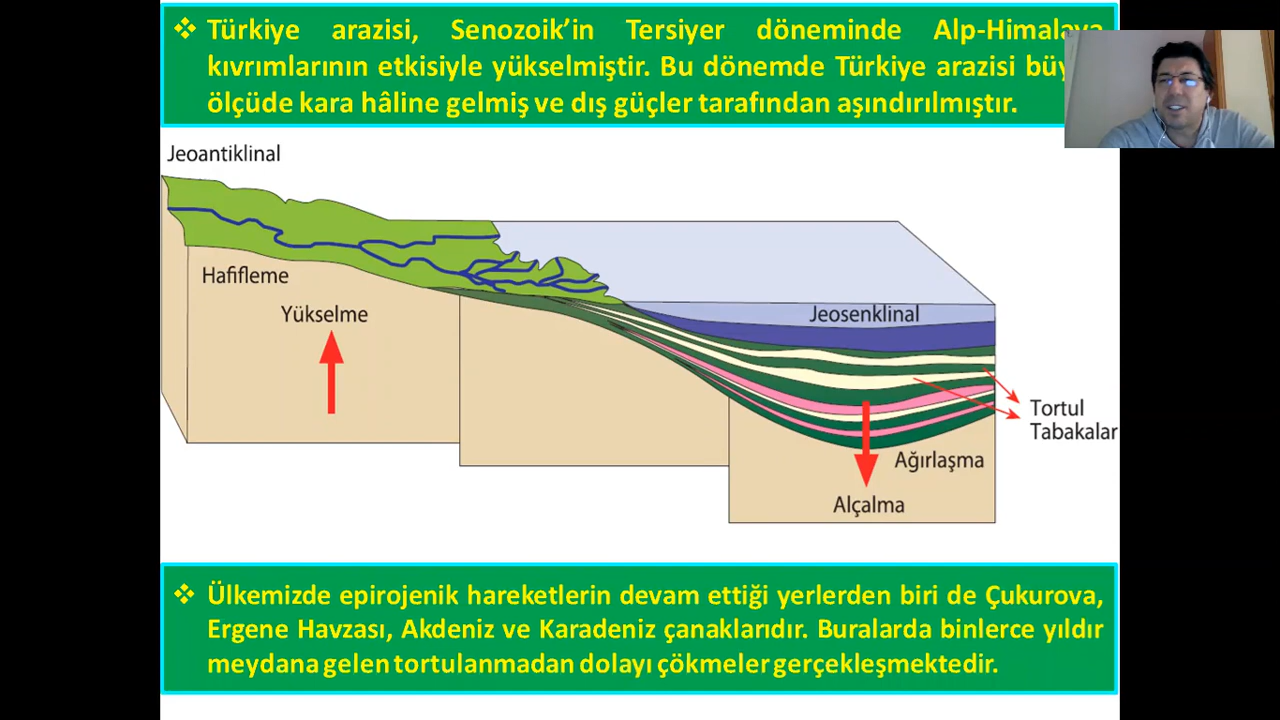 ❖ Türkiye arazisi, Senozoik’in Tersiyer döneminde Alp-Himalaya
kıvrımlarının etkisiyle yükselmiştir. Bu dönemde Türkiye arazisi
ölçüde kara hâline gelmiş ve dış güçler tarafından aşındırılmıştır.
Jeoantiklinal
Hafifleme
Yükselme
Jeosenklinal
Tortul
Tabakalar
Ağırlaşma
Alçalma
❖ Ülkemizde epirojenik hareketlerin devam ettiği yerlerden biri de Çukurova,
Ergene Havzası, Akdeniz ve Karadeniz çanaklarıdır. Buralarda binlerce yıldır
meydana gelen tortulanmadan dolayı çökmeler gerçekleşmektedir.